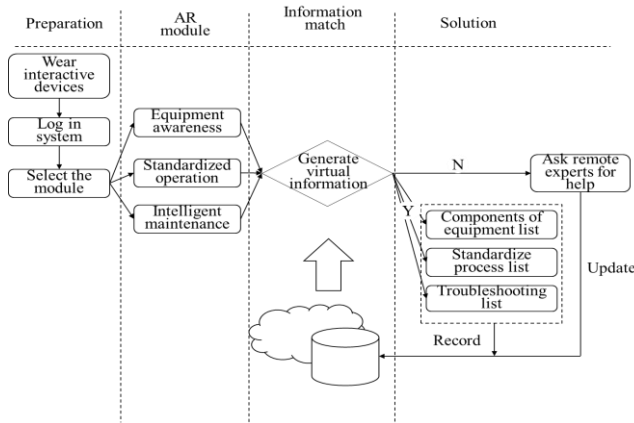 Preparation
AR
module
Information
match
Solution
Wear
interactive
devices
Log in
system
Select the
module
Equipment
awareness
Standardized
operation
Intelligent
maintenance
Generate
virtual
information
N
Y
Ask remote
experts for
help
Components of
equipment list
Standardize
process list
Troubleshooting
list
Update
Record